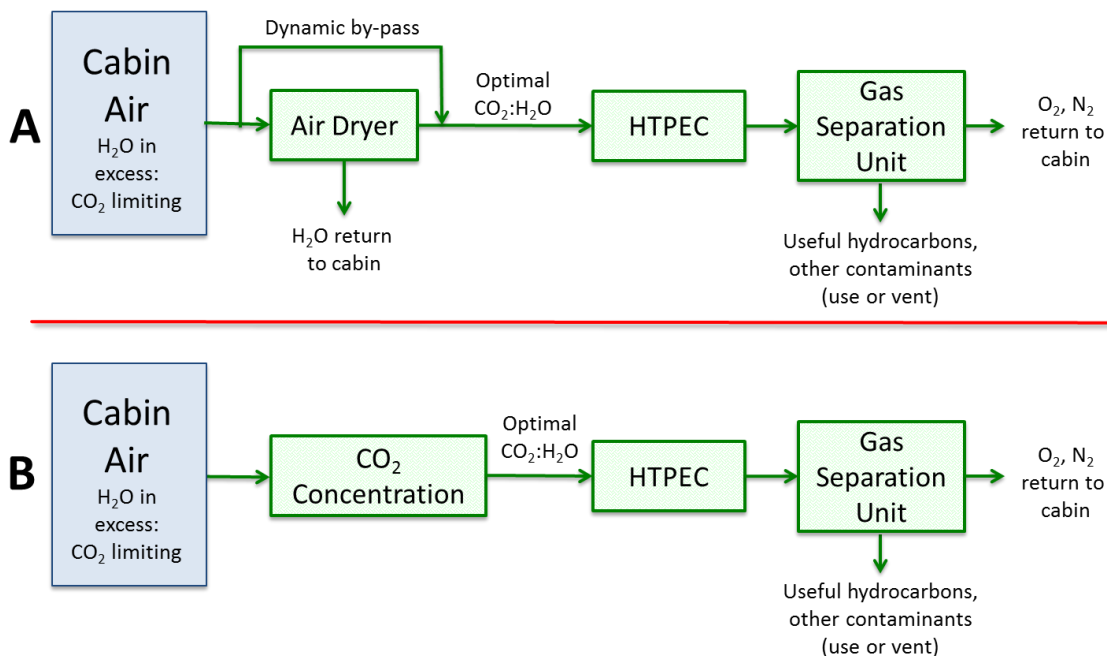 A
Cabin
Air
H₂O in
excess:
CO₂ limiting
Dynamic by-pass
Air Dryer
H₂O return
to cabin
Optimal
CO₂:H₂O
HTPEC
Gas
Separation
Unit
Useful hydrocarbons,
other contaminants
(use or vent)
O₂, N₂
return to
cabin
B
Cabin
Air
H₂O in
excess:
CO₂ limiting
CO₂
Concentration
Optimal
CO₂:H₂O
HTPEC
Gas
Separation
Unit
Useful hydrocarbons,
other contaminants
(use or vent)
O₂, N₂
return to
cabin